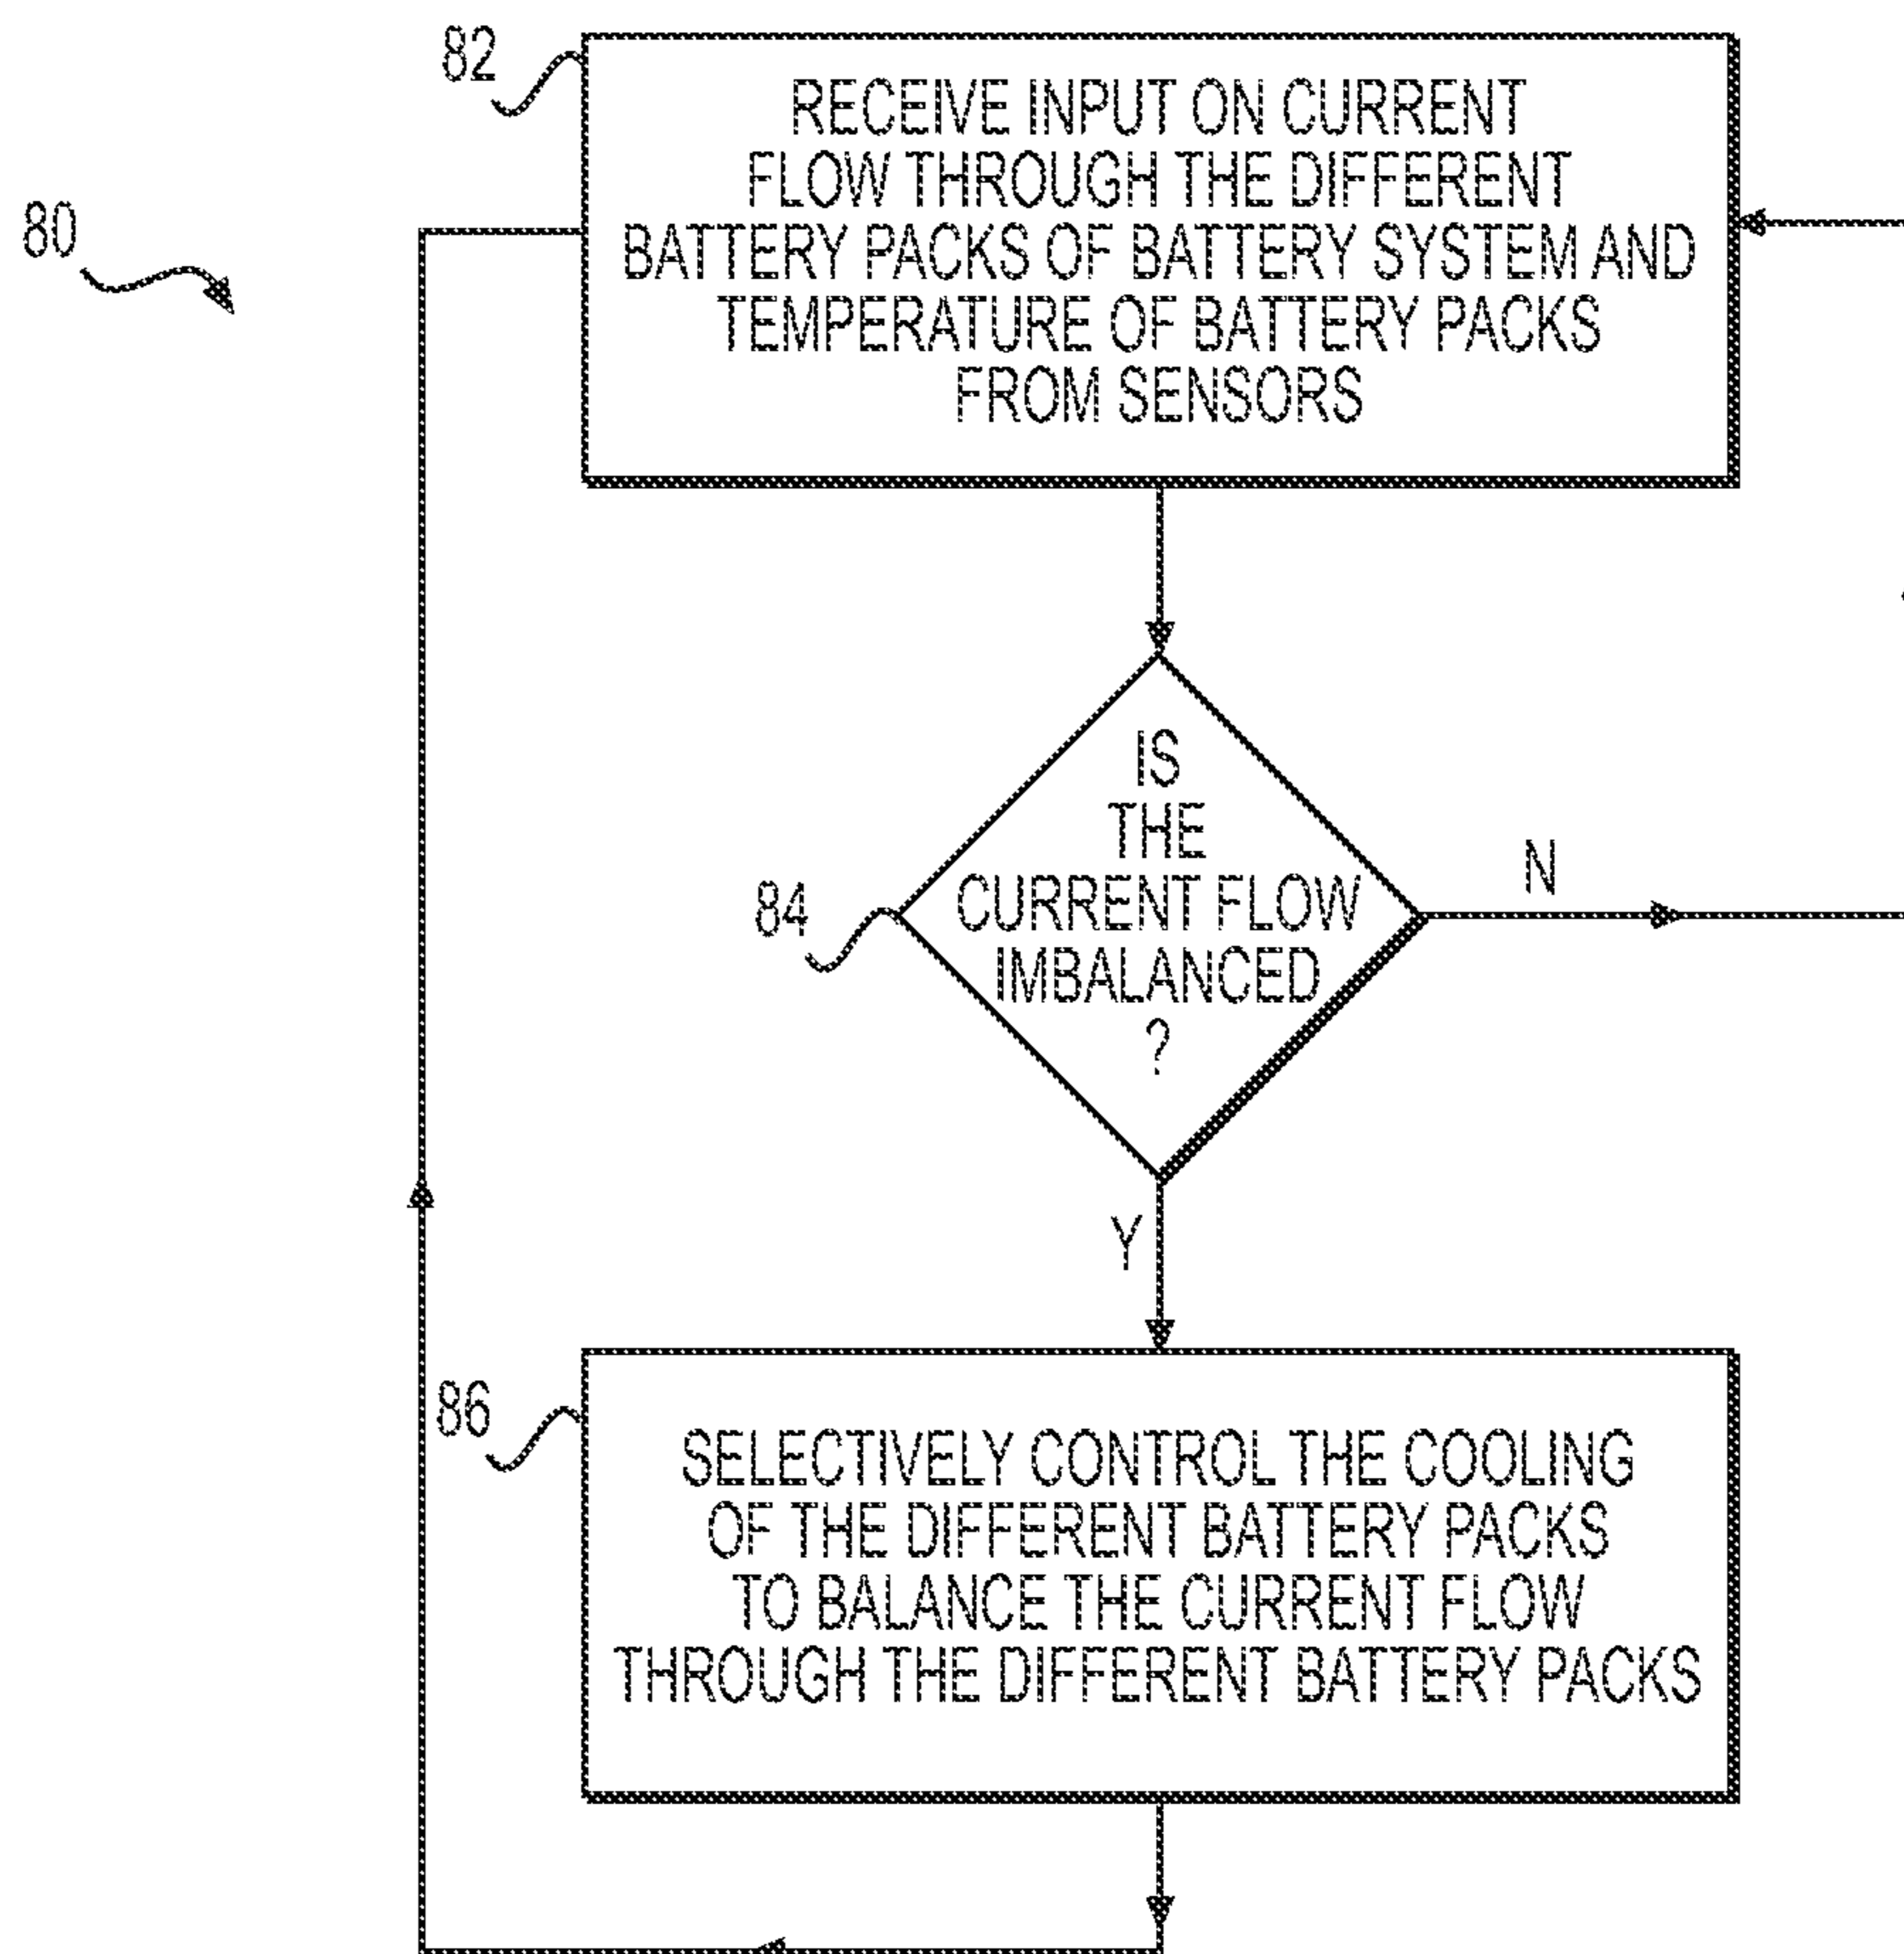 82
RECEIVE INPUT ON CURRENT
FLOW THROUGH THE DIFFERENT
BATTERY PACKS OF BATTERY SYSTEM AND
TEMPERATURE OF BATTERY PACKS
FROM SENSORS
80
IS
THE
CURRENT FLOW
IMBALANCED
?
84
N
Y
86
SELECTIVELY CONTROL THE COOLING
OF THE DIFFERENT BATTERY PACKS
TO BALANCE THE CURRENT FLOW
THROUGH THE DIFFERENT BATTERY PACKS